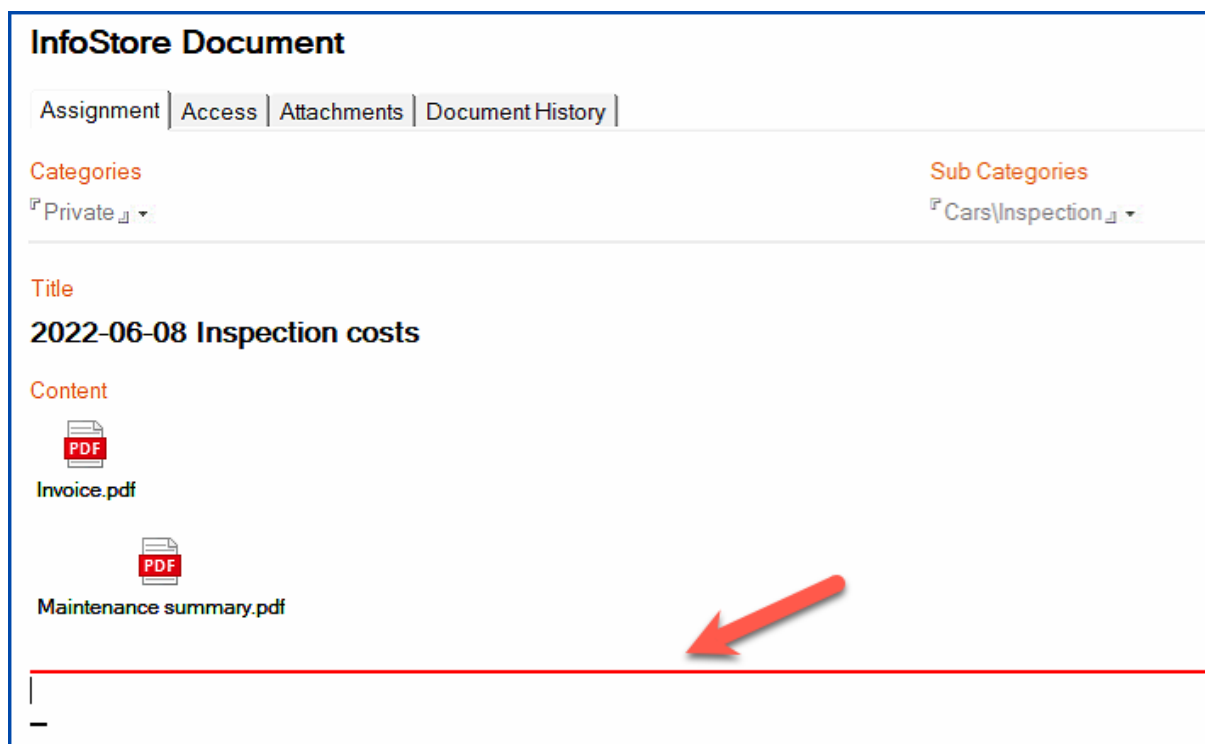 InfoStore Document
Assignment Access Attachments Document History
Categories Sub Categories
Private Cars\Inspection
Title
2022-06-08 Inspection costs
Content
PDF
Invoice.pdf
PDF
Maintenance summary.pdf